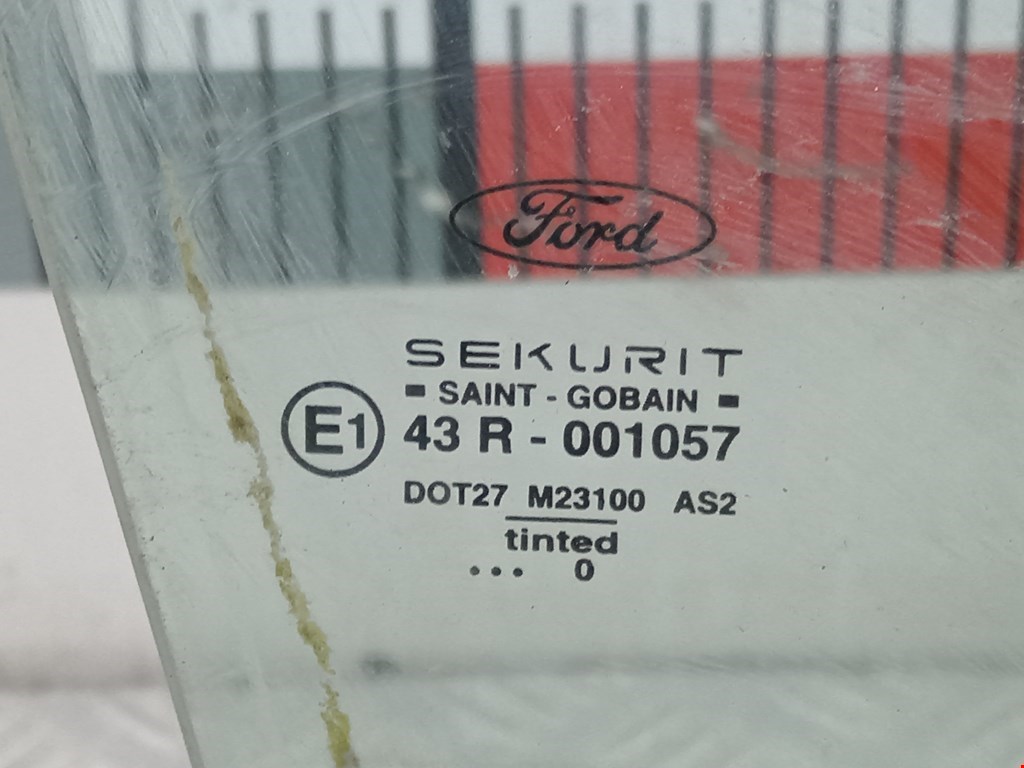 Ford
SEKURIT
SAINT - GOBAIN
E1 43 R - 001057
DOT27 M23100 AS2
tinted
... 0